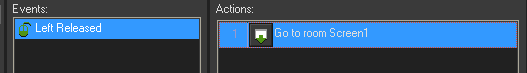 Events: Actions:
Left Released
1 Go to room Screen1